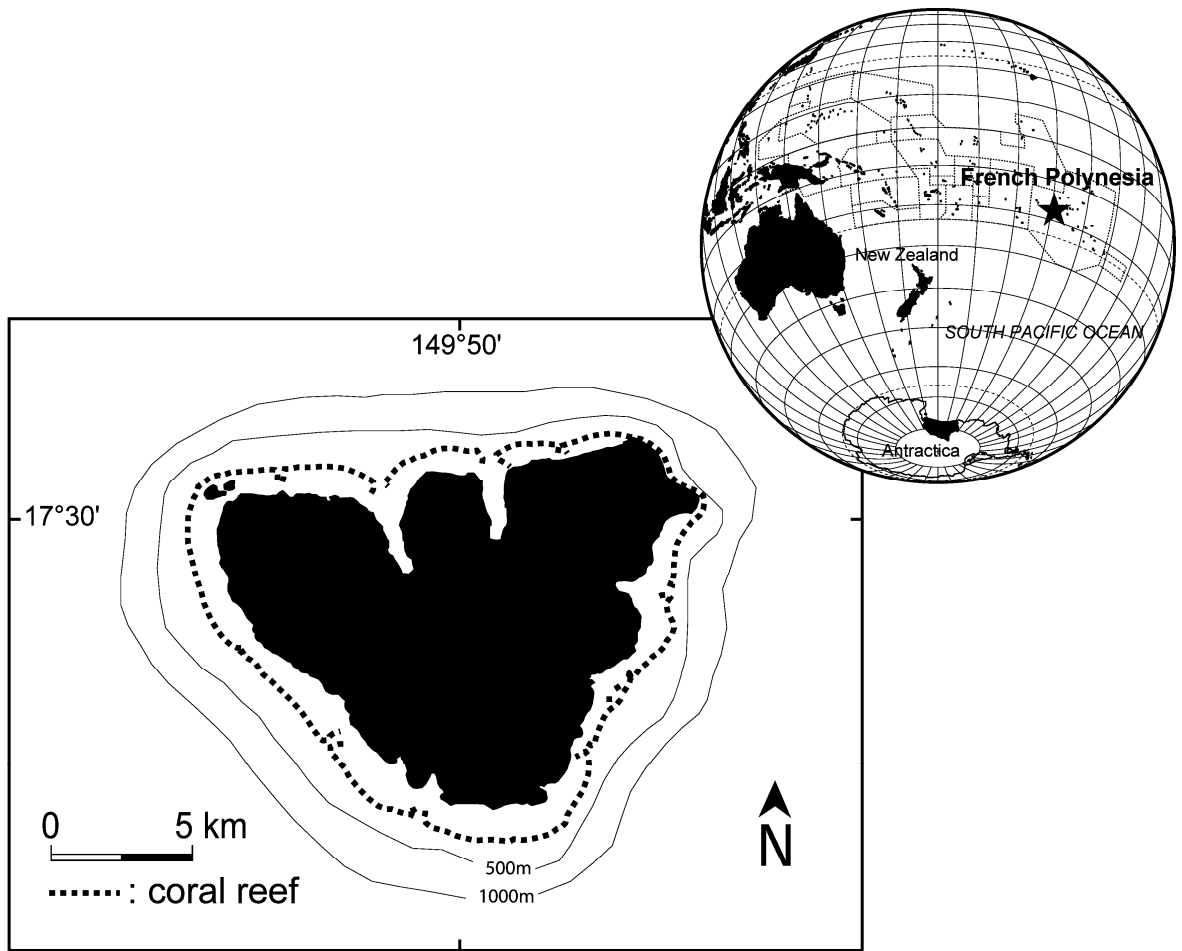 French Polynesia
New Zealand
SOUTH PACIFIC OCEAN
Antractica
149°50'
17°30'
0 5 km
: coral reef
N
500m
1000m